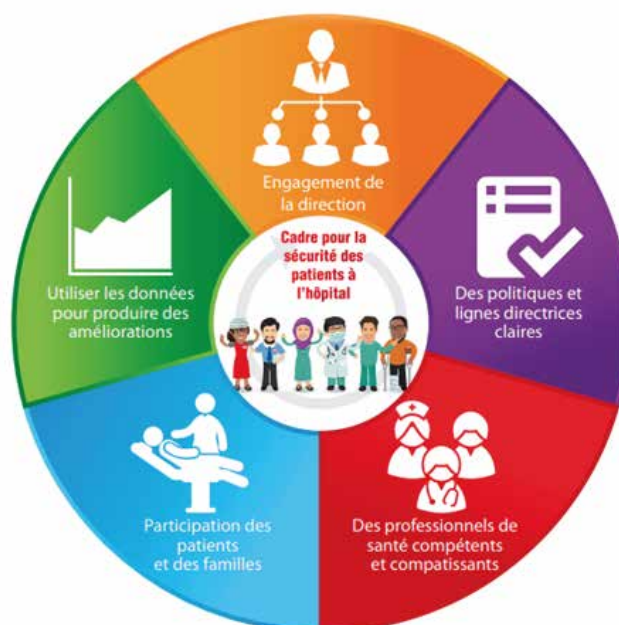 Engagement de
la direction
Cadre pour la
sécurité des
patients à
l'hôpital
Des politiques et
lignes directrices
claires
Des professionnels de
santé compétents
et compatissants
Participation des
patients
et des familles
Utiliser les données
pour produire des
améliorations